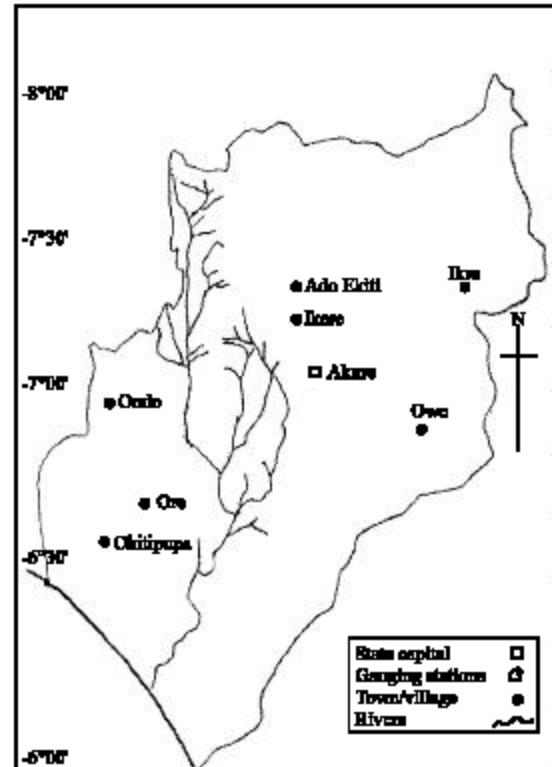 -8°00'
-7°30'
Ado Ekiti
Ikere
N
-7°00'
Akure
Ondo
Owo
Ore
Okitipupa
-6°30'
State capital
Gauging stations
Town/village
Rivers
-6°00'